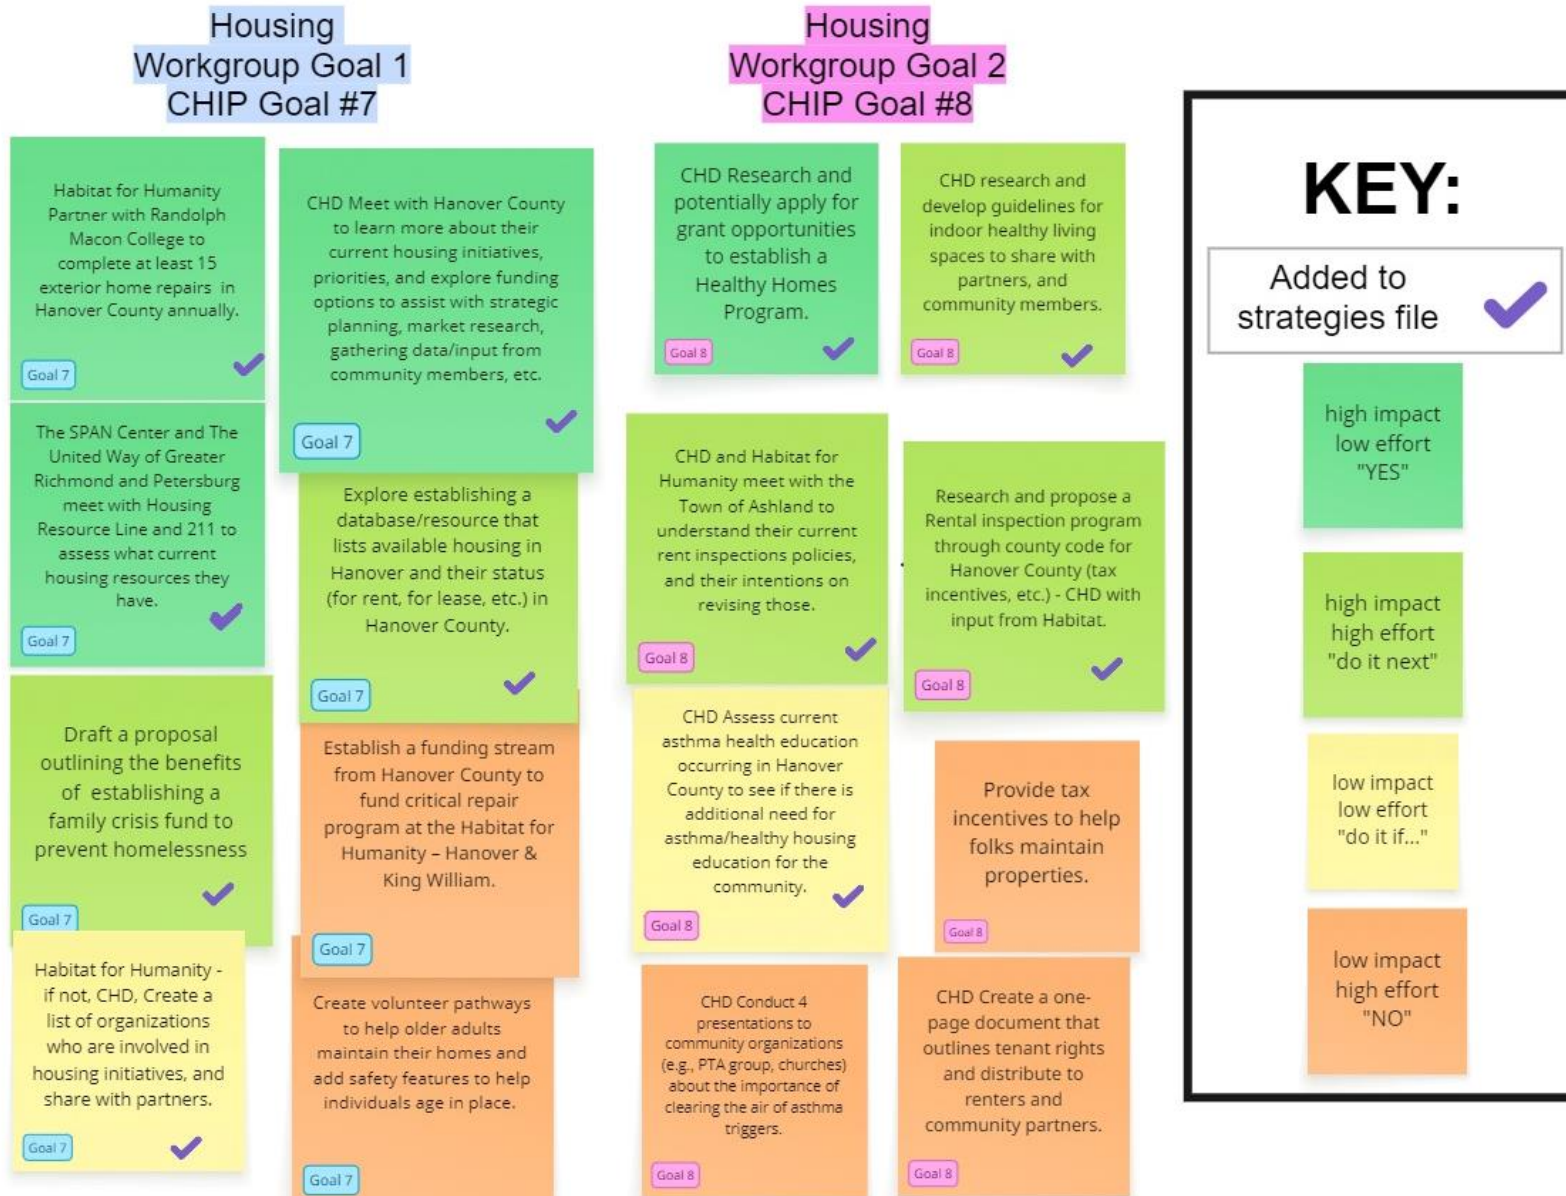 Housing
Workgroup Goal 1
CHIP Goal #7
Habitat for Humanity
Partner with Randolph
Macon College to
complete at least 15
exterior home repairs in
Hanover County annually.
Goal 7
CHD Meet with Hanover County
to learn more about their
current housing initiatives,
priorities, and explore funding
options to assist with strategic
planning, market research,
gathering data/input from
community members, etc.
Goal 7
The SPAN Center and The
United Way of Greater
Richmond and Petersburg
meet with Housing
Resource Line and 211 to
assess what current
housing resources they
have.
Goal 7
Explore establishing a
database/resource that
lists available housing in
Hanover and their status
(for rent, for lease, etc.) in
Hanover County.
Goal 7
Draft a proposal
outlining the benefits
of establishing a
family crisis fund to
prevent homelessness
Goal 7
Establish a funding stream
from Hanover County to
fund critical repair
program at the Habitat for
Humanity – Hanover &
King William.
Goal 7
Habitat for Humanity -
if not, CHD, Create a
list of organizations
who are involved in
housing initiatives, and
share with partners.
Goal 7
Create volunteer pathways
to help older adults
maintain their homes and
add safety features to help
individuals age in place.
Goal 7
Housing
Workgroup Goal 2
CHIP Goal #8
CHD Research and
potentially apply for
grant opportunities
to establish a
Healthy Homes
Program.
Goal 8
CHD research and
develop guidelines for
indoor healthy living
spaces to share with
partners, and
community members.
Goal 8
CHD and Habitat for
Humanity meet with the
Town of Ashland to
understand their current
rent inspections policies,
and their intentions on
revising those.
Goal 8
Research and propose a
Rental inspection program
through county code for
Hanover County (tax
incentives, etc.) - CHD with
input from Habitat.
Goal 8
CHD Assess current
asthma health education
occurring in Hanover
County to see if there is
additional need for
asthma/healthy housing
education for the
community.
Goal 8
Provide tax
incentives to help
folks maintain
properties.
Goal 8
CHD Conduct 4
presentations to
community organizations
(e.g., PTA group, churches)
about the importance of
clearing the air of asthma
triggers.
Goal 8
CHD Create a one-
page document that
outlines tenant rights
and distribute to
renters and
community partners.
Goal 8
KEY:
Added to
strategies file
high impact
low effort
"YES"
high impact
high effort
"do it next"
low impact
low effort
"do it if..."
low impact
high effort
"NO"